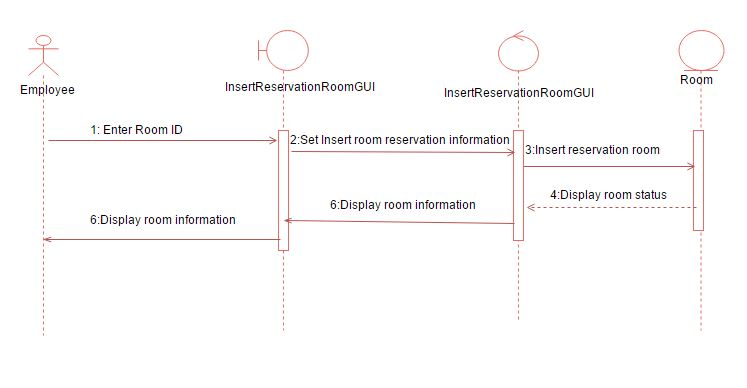 Employee
InsertReservationRoomGUI
InsertReservationRoomGUI
Room
1: Enter Room ID
2:Set Insert room reservation information
3:Insert reservation room
4:Display room status
6:Display room information
6:Display room information